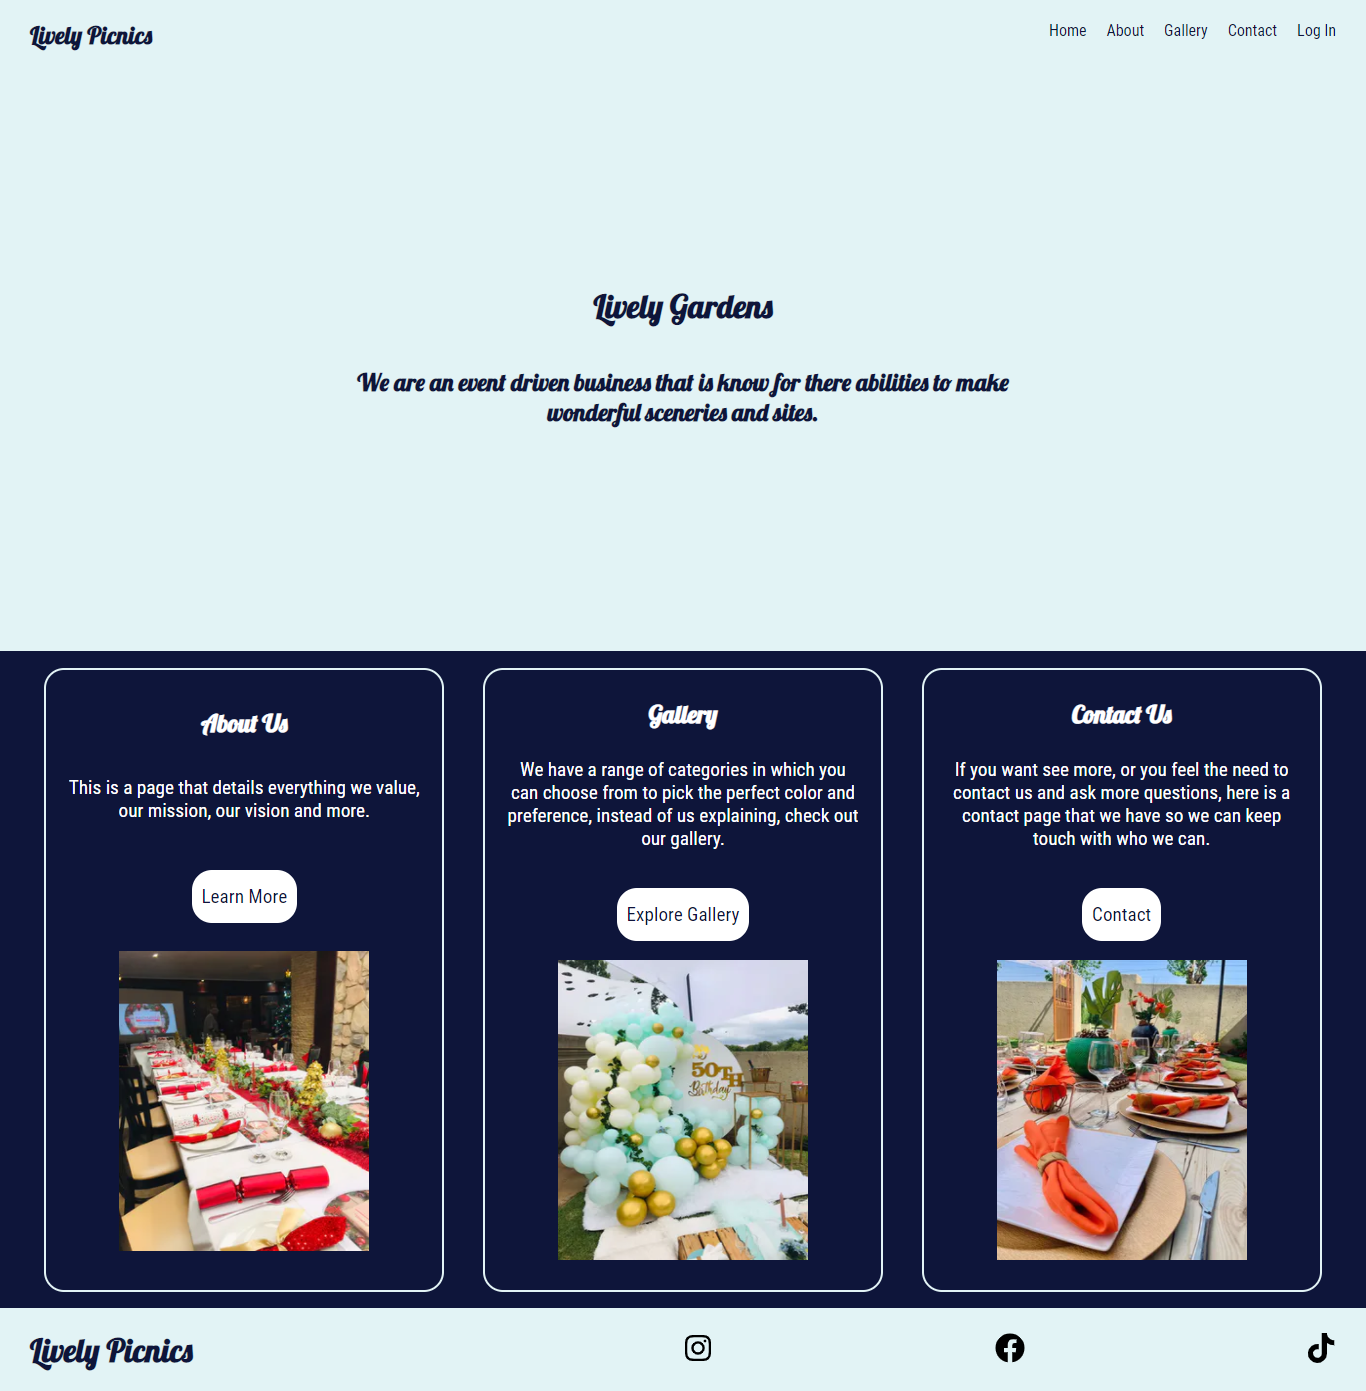 Lively Picnics
Home About Gallery Contact Log In
Lively Gardens
We are an event driven business that is know for there abilities to make
wonderful sceneries and sites.
About Us
This is a page that details everything we value,
our mission, our vision and more.
Learn More
Gallery
We have a range of categories in which you
can choose from to pick the perfect color and
preference, instead of us explaining, check out
our gallery.
Explore Gallery
50TH
Birthday
Contact Us
If you want see more, or you feel the need to
contact us and ask more questions, here is a
contact page that we have so we can keep
touch with who we can.
Contact
Lively Picnics